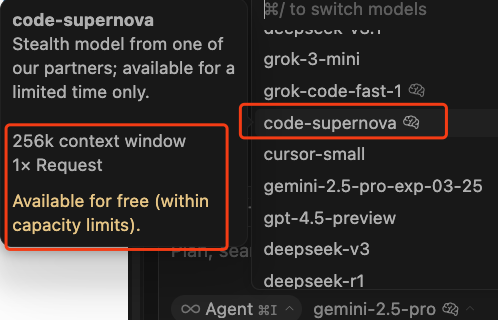 code-supernova
Stealth model from one of
our partners; available for a
limited time only.
256k context window
1× Request
Available for free (within
capacity limits).
⌘/ to switch models
deepseek-v3.1
grok-3-mini
grok-code-fast-1
code-supernova
cursor-small
gemini-2.5-pro-exp-03-25
gpt-4.5-preview
deepseek-v3
deepseek-r1
Plan, sea
∞ Agent ⌘I ^ gemini-2.5-pro